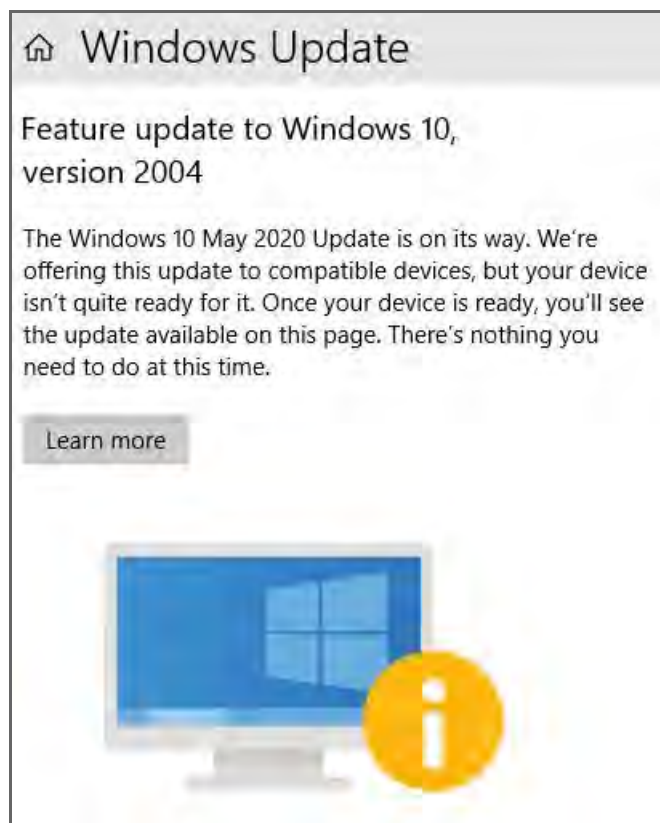 Windows Update
Feature update to Windows 10,
version 2004
The Windows 10 May 2020 Update is on its way. We're
offering this update to compatible devices, but your device
isn't quite ready for it. Once your device is ready, you'll see
the update available on this page. There's nothing you
need to do at this time.
Learn more